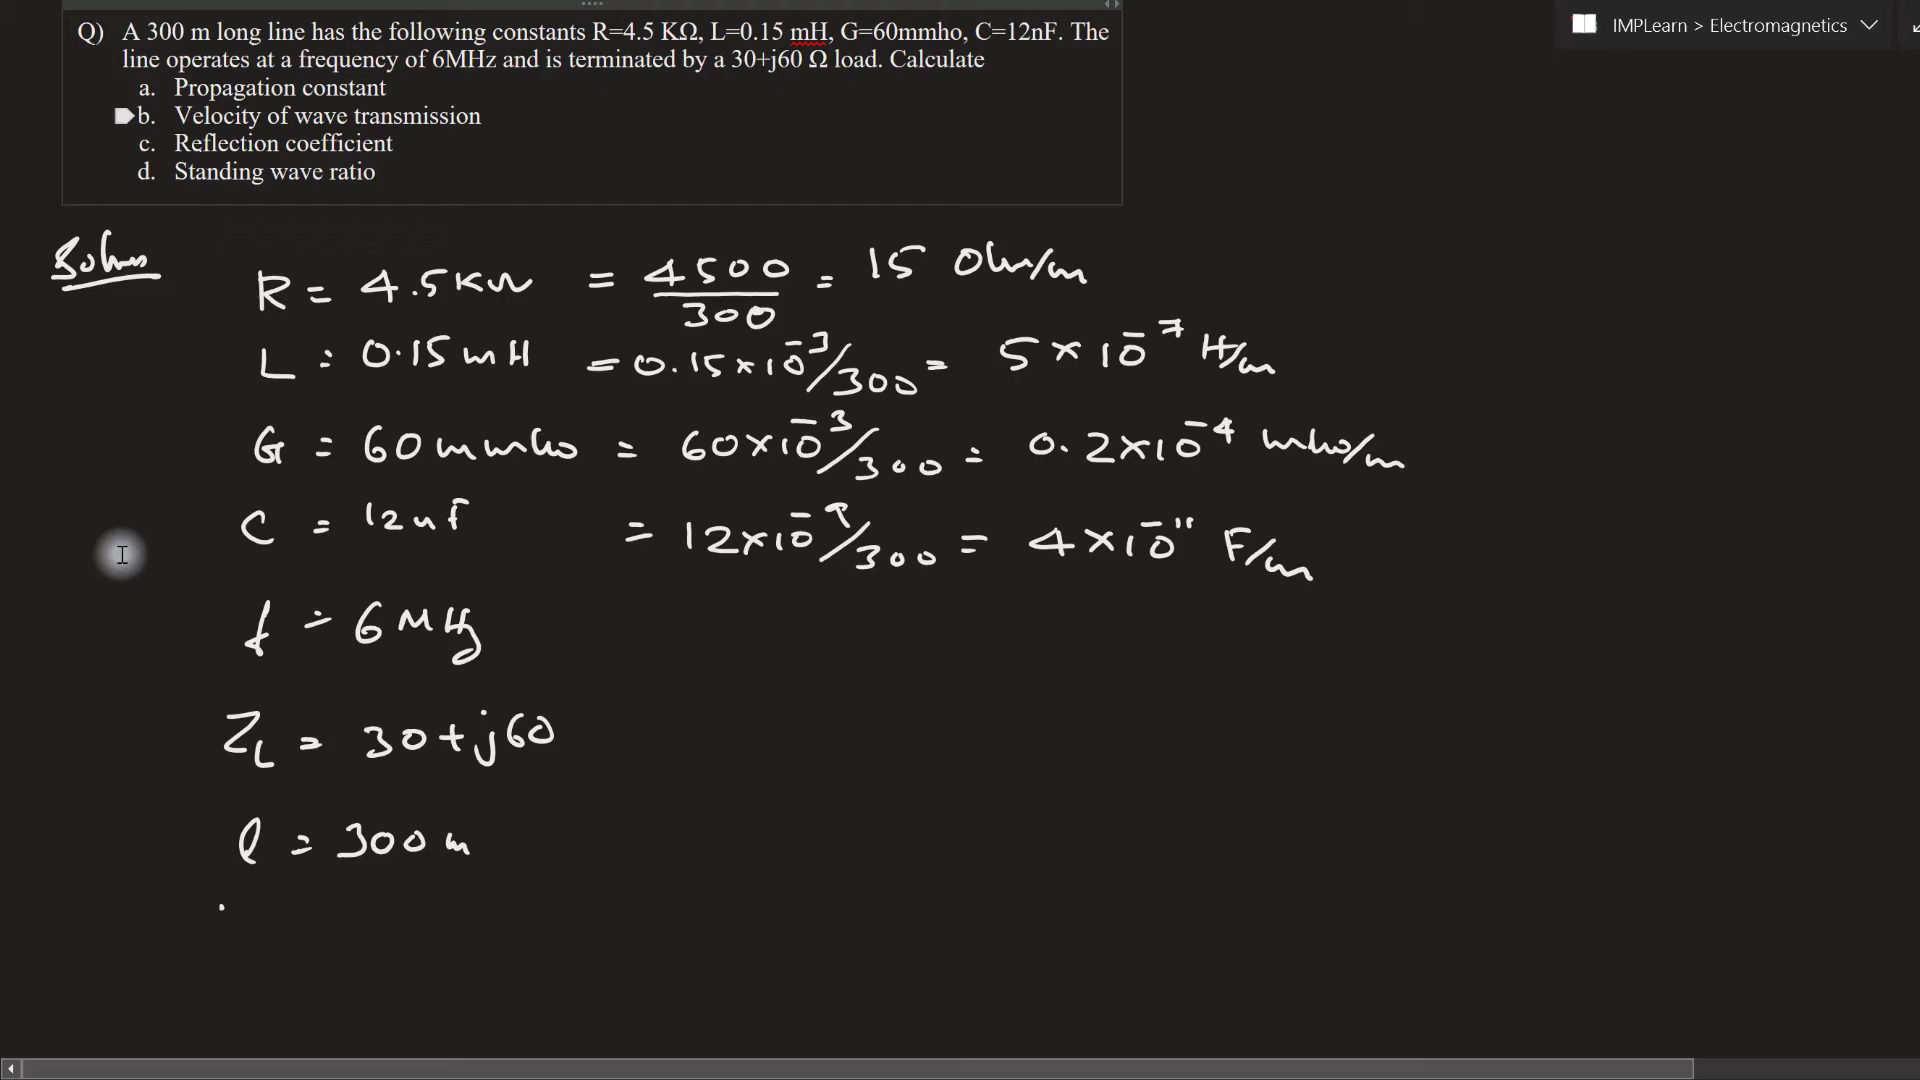 IMPLearn > Electromagnetics
Q) A 300 m long line has the following constants R=4.5 KΩ, L=0.15 mH, G=60mmho, C=12nF. The
line operates at a frequency of 6MHz and is terminated by a 30+j60 Ω load. Calculate
a. Propagation constant
b. Velocity of wave transmission
c. Reflection coefficient
d. Standing wave ratio
Soln
R = 4.5KΩ = 4500/300 = 15 Ohm/m
L = 0.15 mH = 0.15×10⁻³/300 = 5×10⁻⁷ H/m
G = 60 mmho = 60×10⁻³/300 = 0.2×10⁻⁴ mho/m
C = 12nF = 12×10⁻⁹/300 = 4×10⁻¹¹ F/m
f = 6MHz
Z_L = 30+j60
l = 300 m